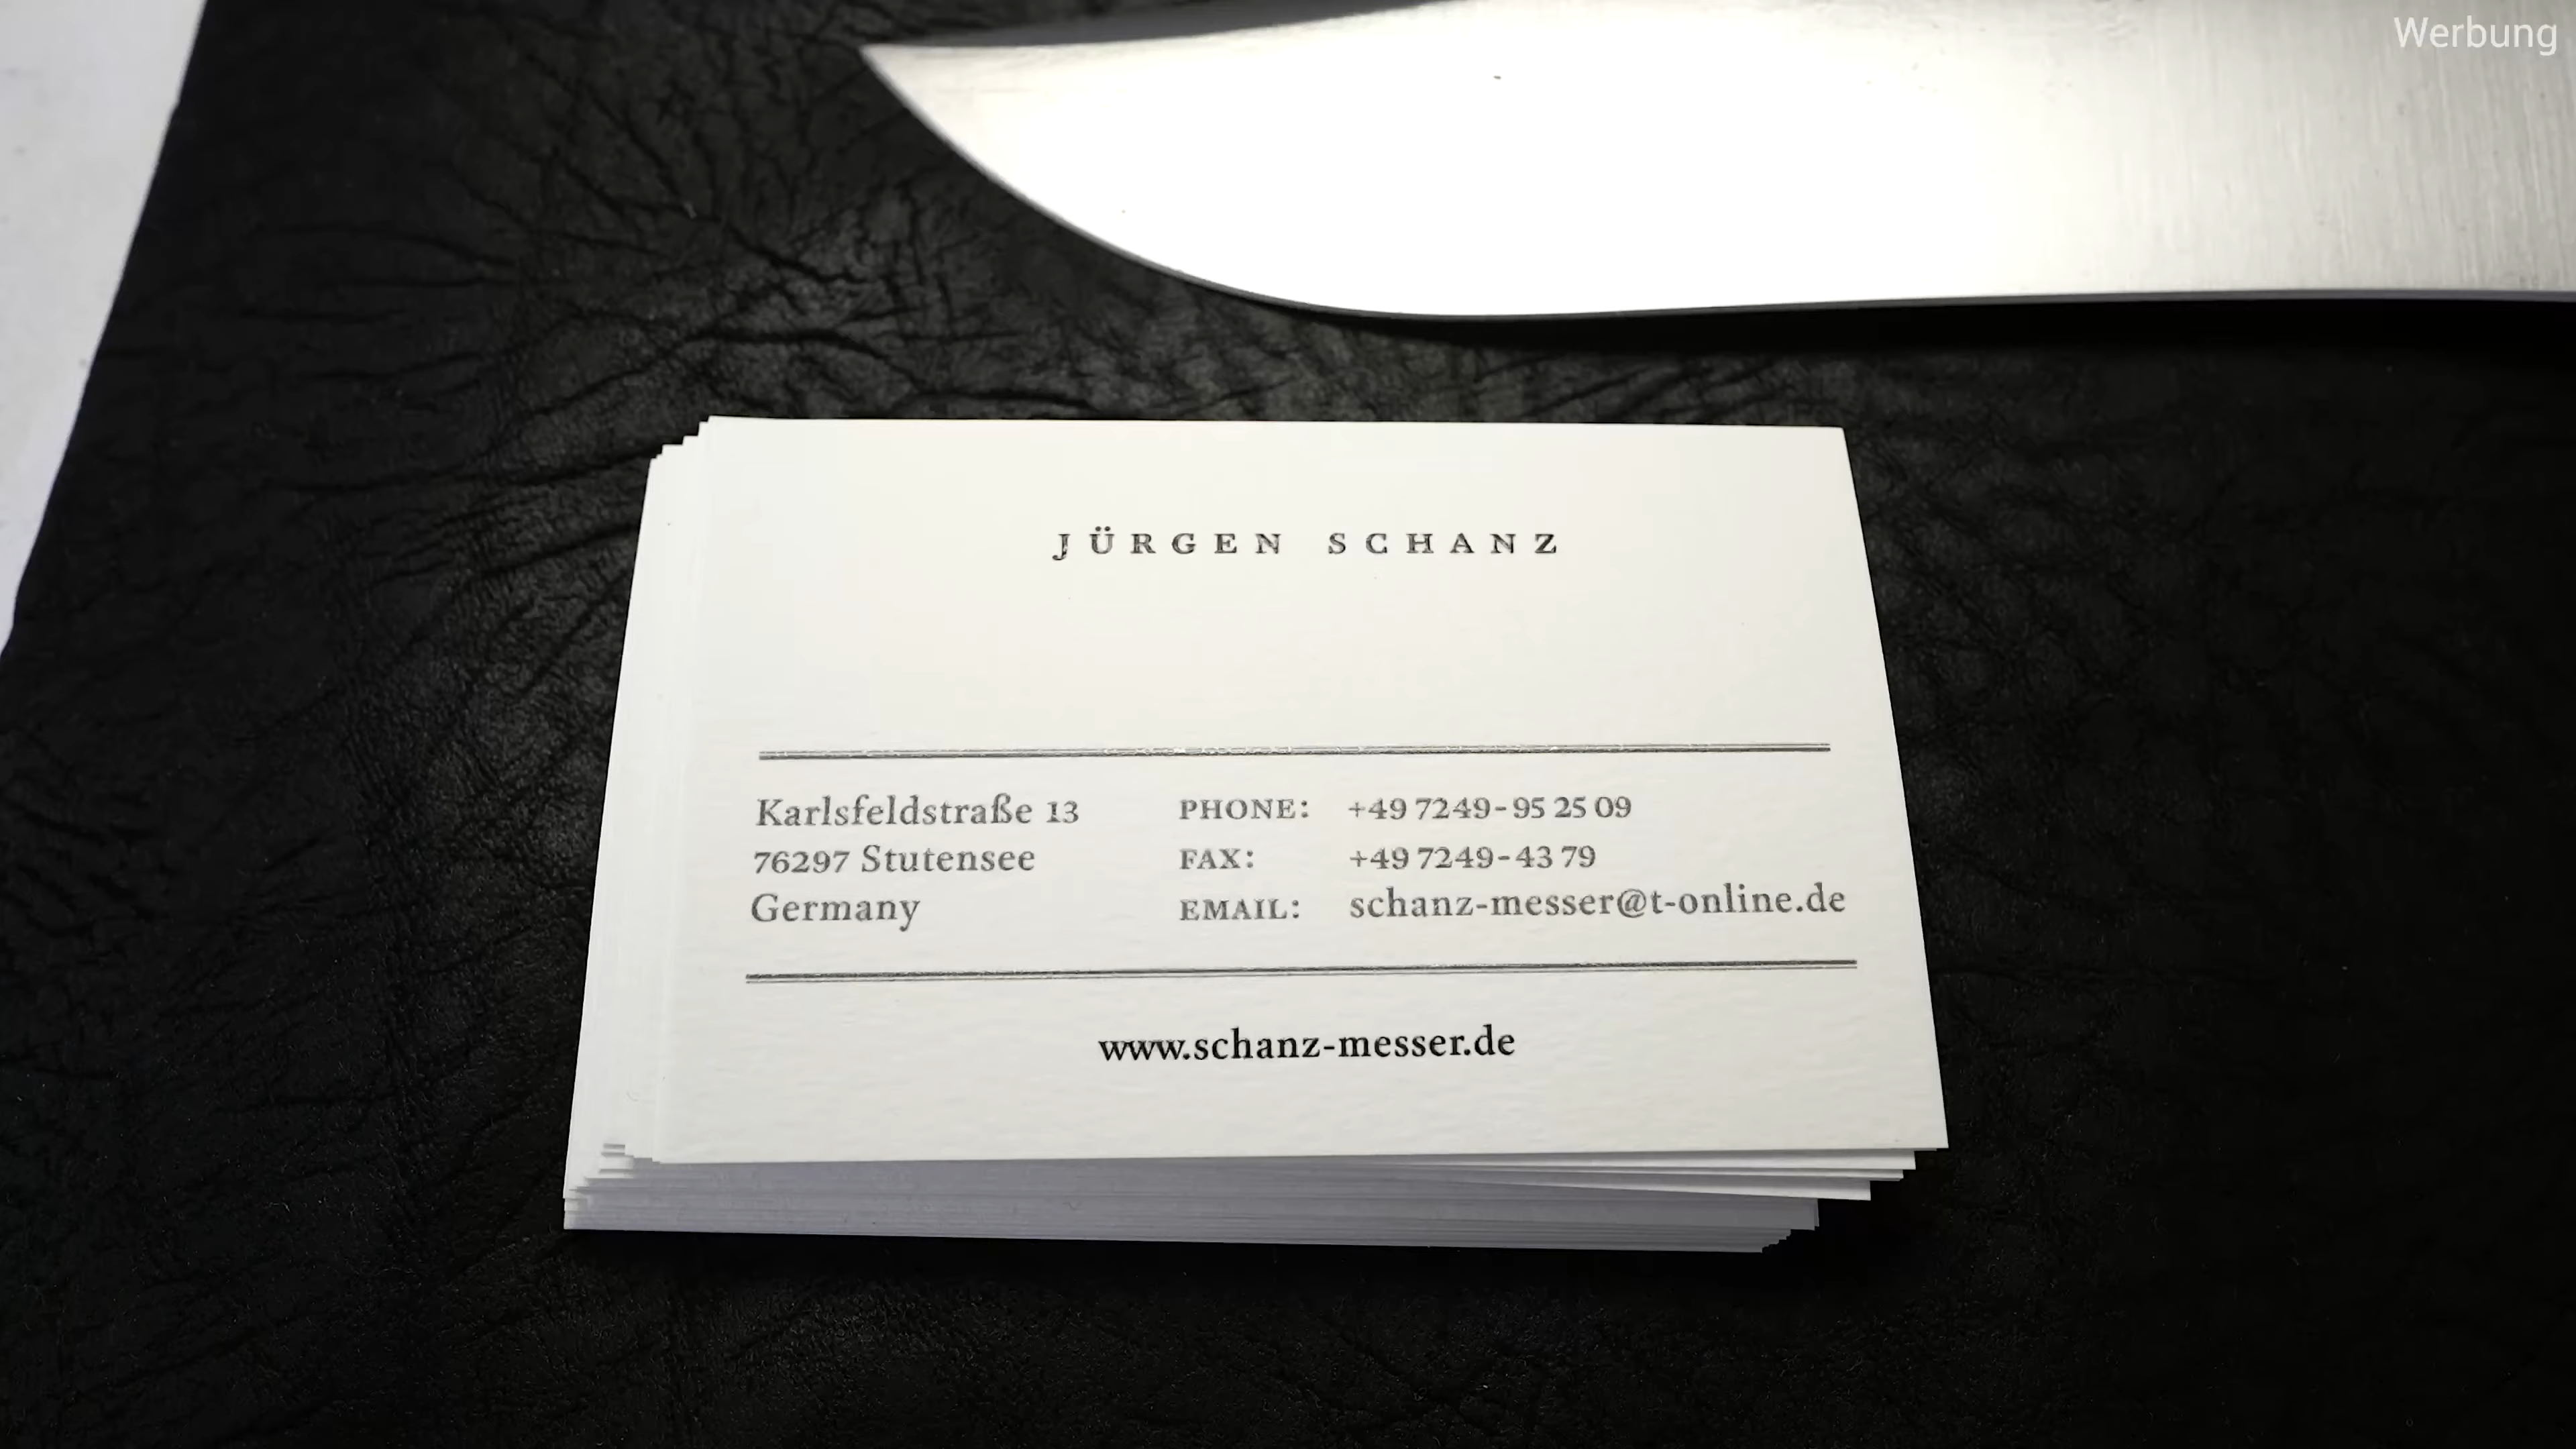 Werbung
JÜRGEN SCHANZ
Karlsfeldstraße 13
76297 Stutensee
Germany
PHONE: +49 7249-95 25 09
FAX: +49 7249-43 79
EMAIL: schanz-messer@t-online.de
www.schanz-messer.de